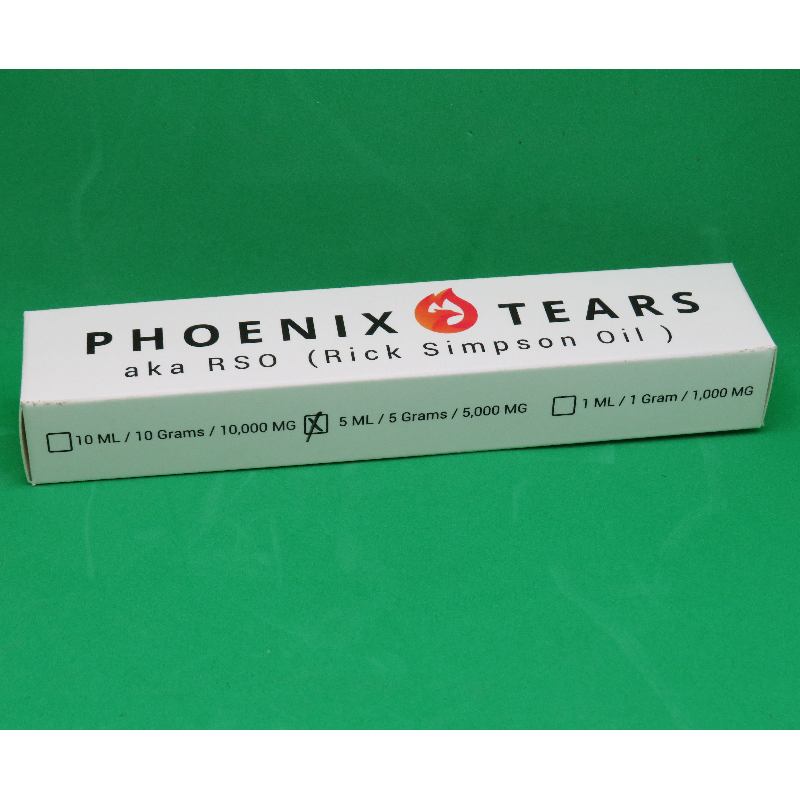 PHOENIX TEARS
aka RSO (Rick Simpson Oil )
10 ML / 10 Grams / 10,000 MG X 5 ML / 5 Grams / 5,000 MG 1 ML / 1 Gram / 1,000 MG